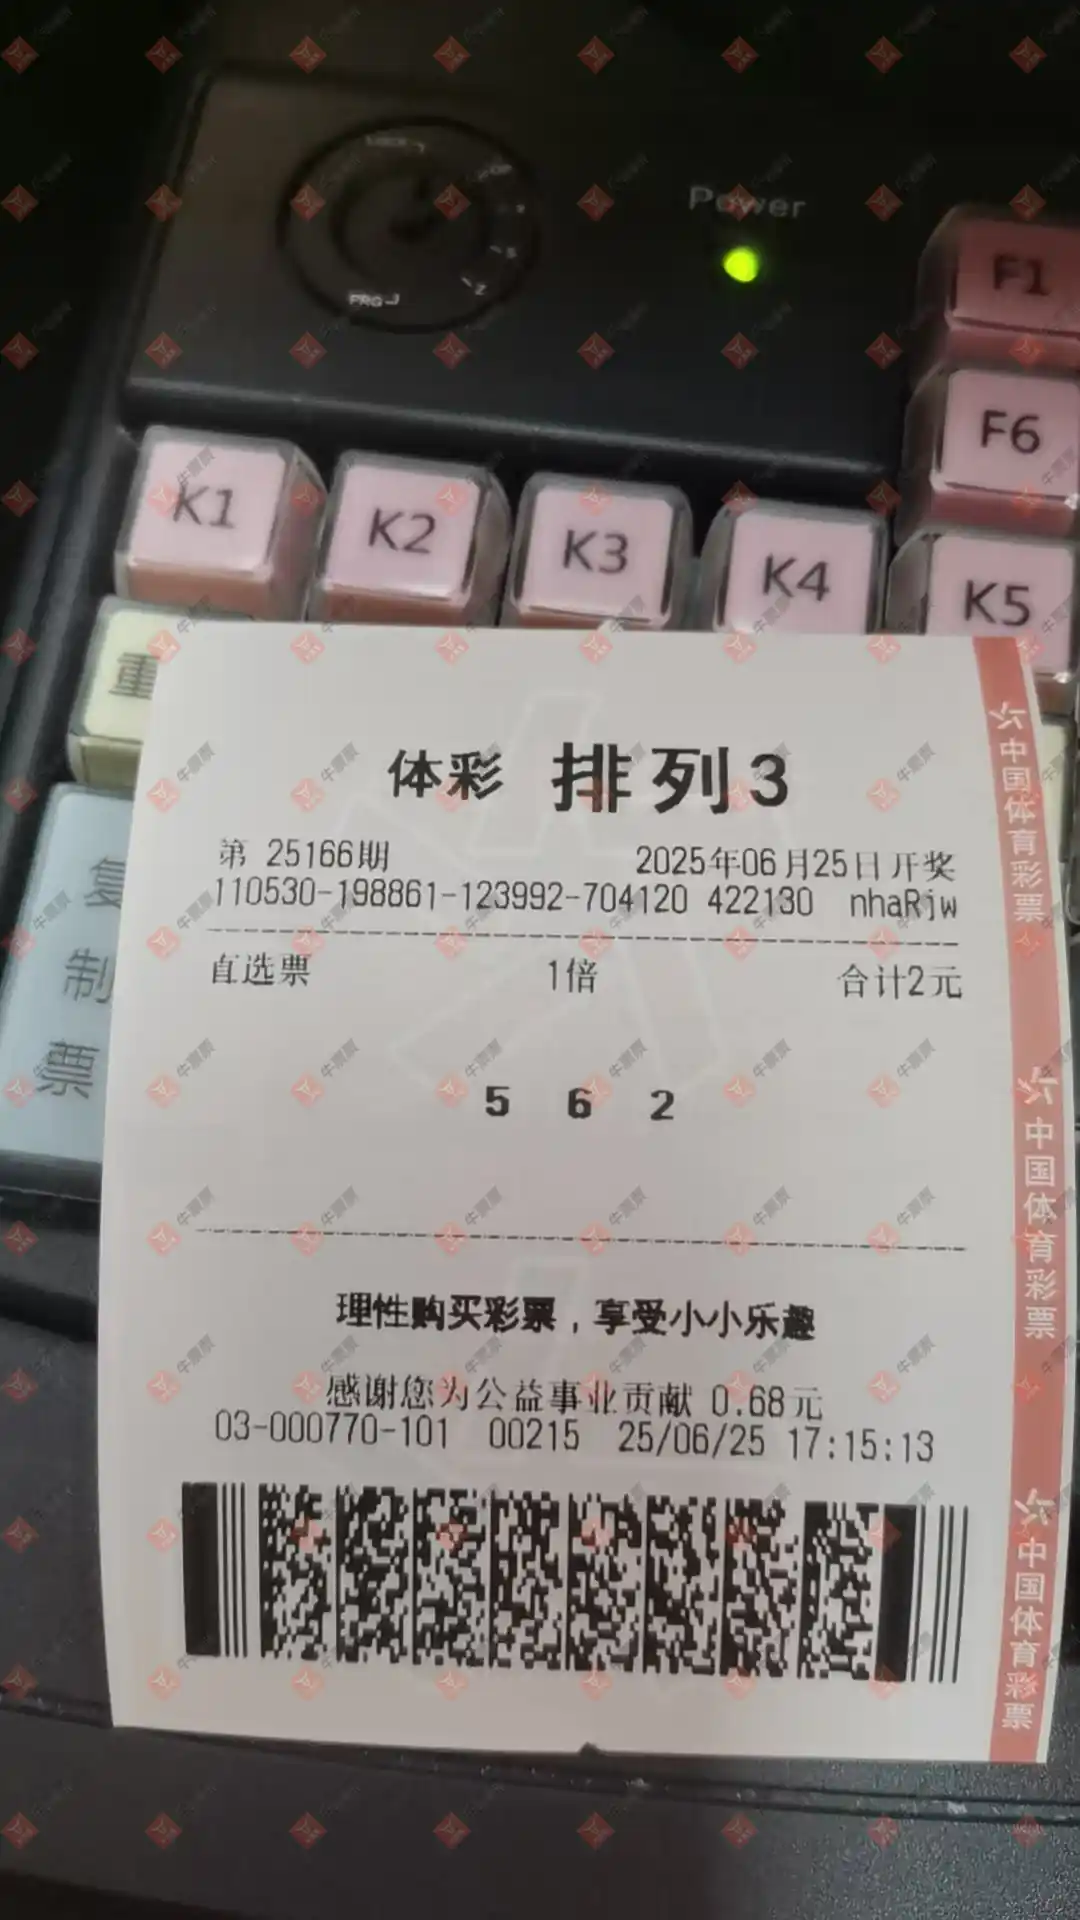 Power
F1
F6
K1
K2
K3
K4
K5
重
复
制
票
体彩 排列3
第 25166期 2025年06月25日开奖
110530-198861-123992-704120 422130 nhaRjw
直选票 1倍 合计2元
5 6 2
理性购买彩票，享受小小乐趣
感谢您为公益事业贡献 0.68元
03-000770-101 00215 25/06/25 17:15:13
中国体育彩票
中国体育彩票
中国体育彩票
牛票票